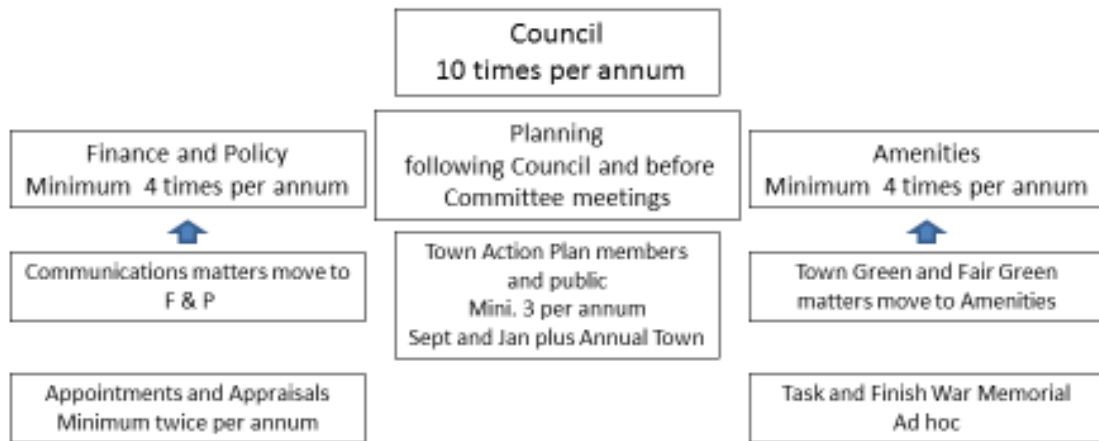 Council
10 times per annum
Finance and Policy
Minimum 4 times per annum
Planning
following Council and before
Committee meetings
Amenities
Minimum 4 times per annum
Communications matters move to
F & P
Town Action Plan members
and public
Mini. 3 per annum
Sept and Jan plus Annual Town
Town Green and Fair Green
matters move to Amenities
Appointments and Appraisals
Minimum twice per annum
Task and Finish War Memorial
Ad hoc